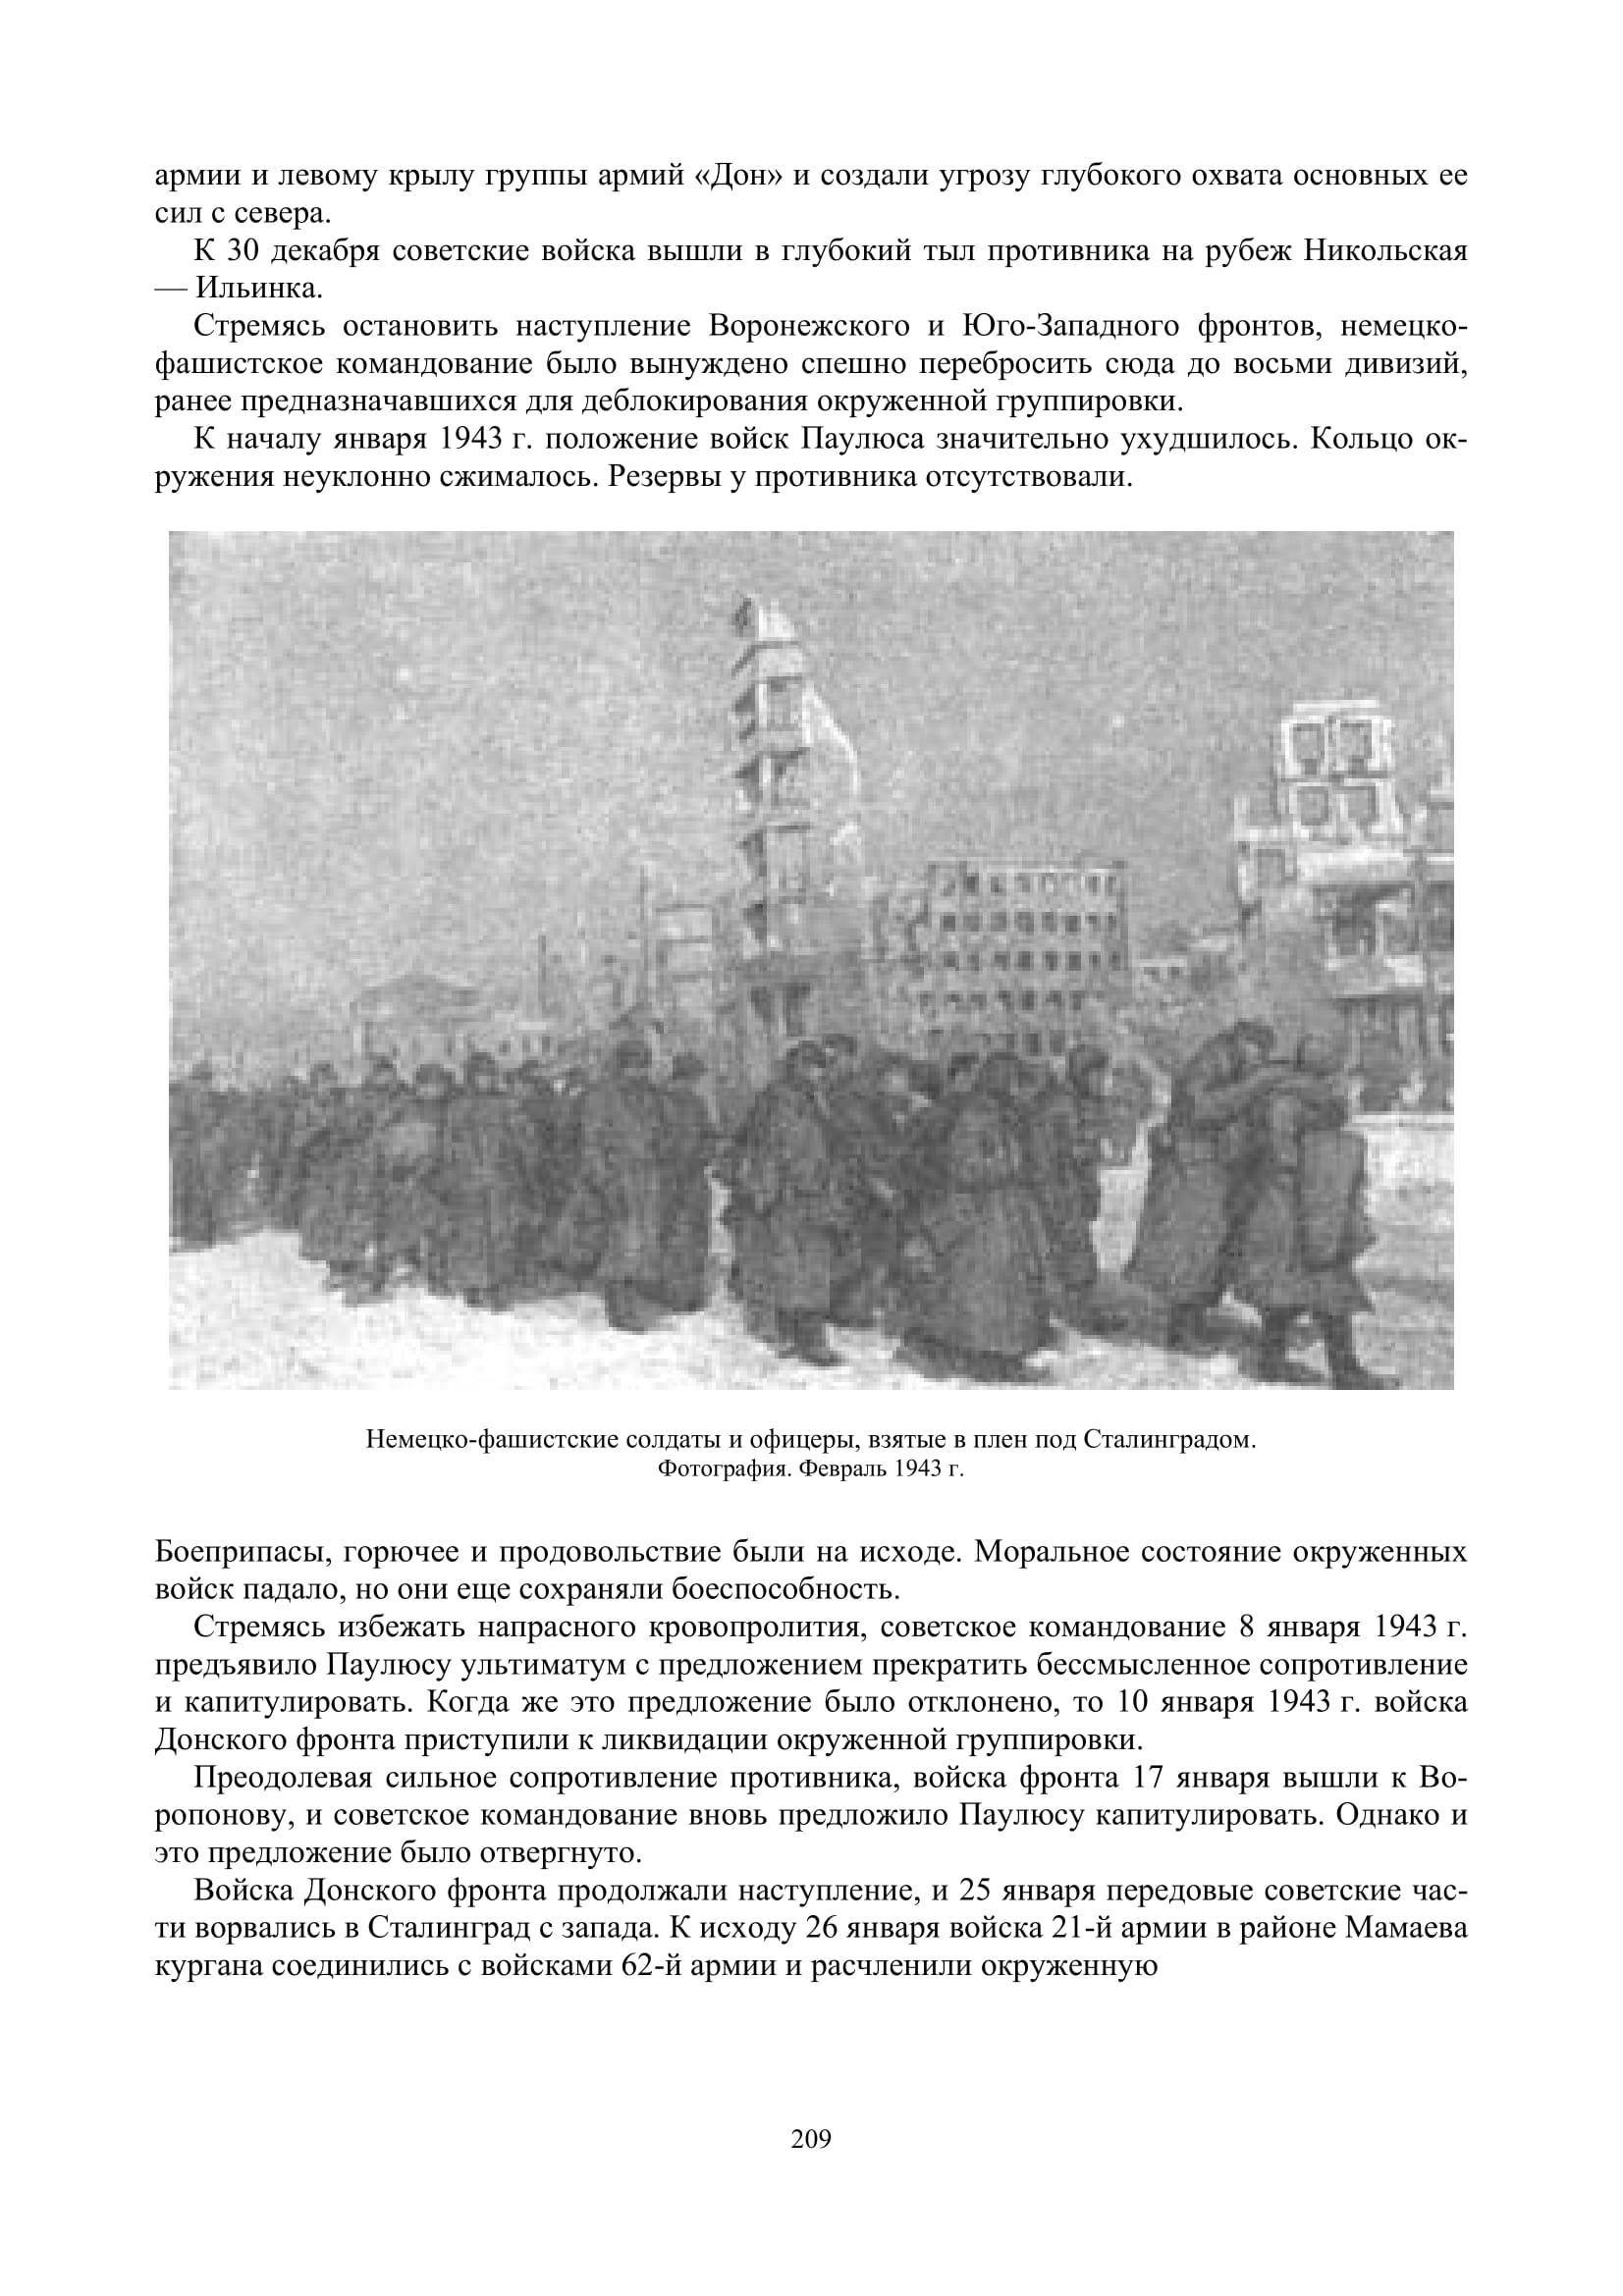 армии и левому крылу группы армий «Дон» и создали угрозу глубокого охвата основных ее
сил с севера.
К 30 декабря советские войска вышли в глубокий тыл противника на рубеж Никольская
— Ильинка.
Стремясь остановить наступление Воронежского и Юго-Западного фронтов, немецко-
фашистское командование было вынуждено спешно перебросить сюда до восьми дивизий,
ранее предназначавшихся для деблокирования окруженной группировки.
К началу января 1943 г. положение войск Паулюса значительно ухудшилось. Кольцо ок-
ружения неуклонно сжималось. Резервы у противника отсутствовали.
Немецко-фашистские солдаты и офицеры, взятые в плен под Сталинградом.
Фотография. Февраль 1943 г.
Боеприпасы, горючее и продовольствие были на исходе. Моральное состояние окруженных
войск падало, но они еще сохраняли боеспособность.
Стремясь избежать напрасного кровопролития, советское командование 8 января 1943 г.
предъявило Паулюсу ультиматум с предложением прекратить бессмысленное сопротивление
и капитулировать. Когда же это предложение было отклонено, то 10 января 1943 г. войска
Донского фронта приступили к ликвидации окруженной группировки.
Преодолевая сильное сопротивление противника, войска фронта 17 января вышли к Во-
ропонову, и советское командование вновь предложило Паулюсу капитулировать. Однако и
это предложение было отвергнуто.
Войска Донского фронта продолжали наступление, и 25 января передовые советские час-
ти ворвались в Сталинград с запада. К исходу 26 января войска 21-й армии в районе Мамаева
кургана соединились с войсками 62-й армии и расчленили окруженную
209